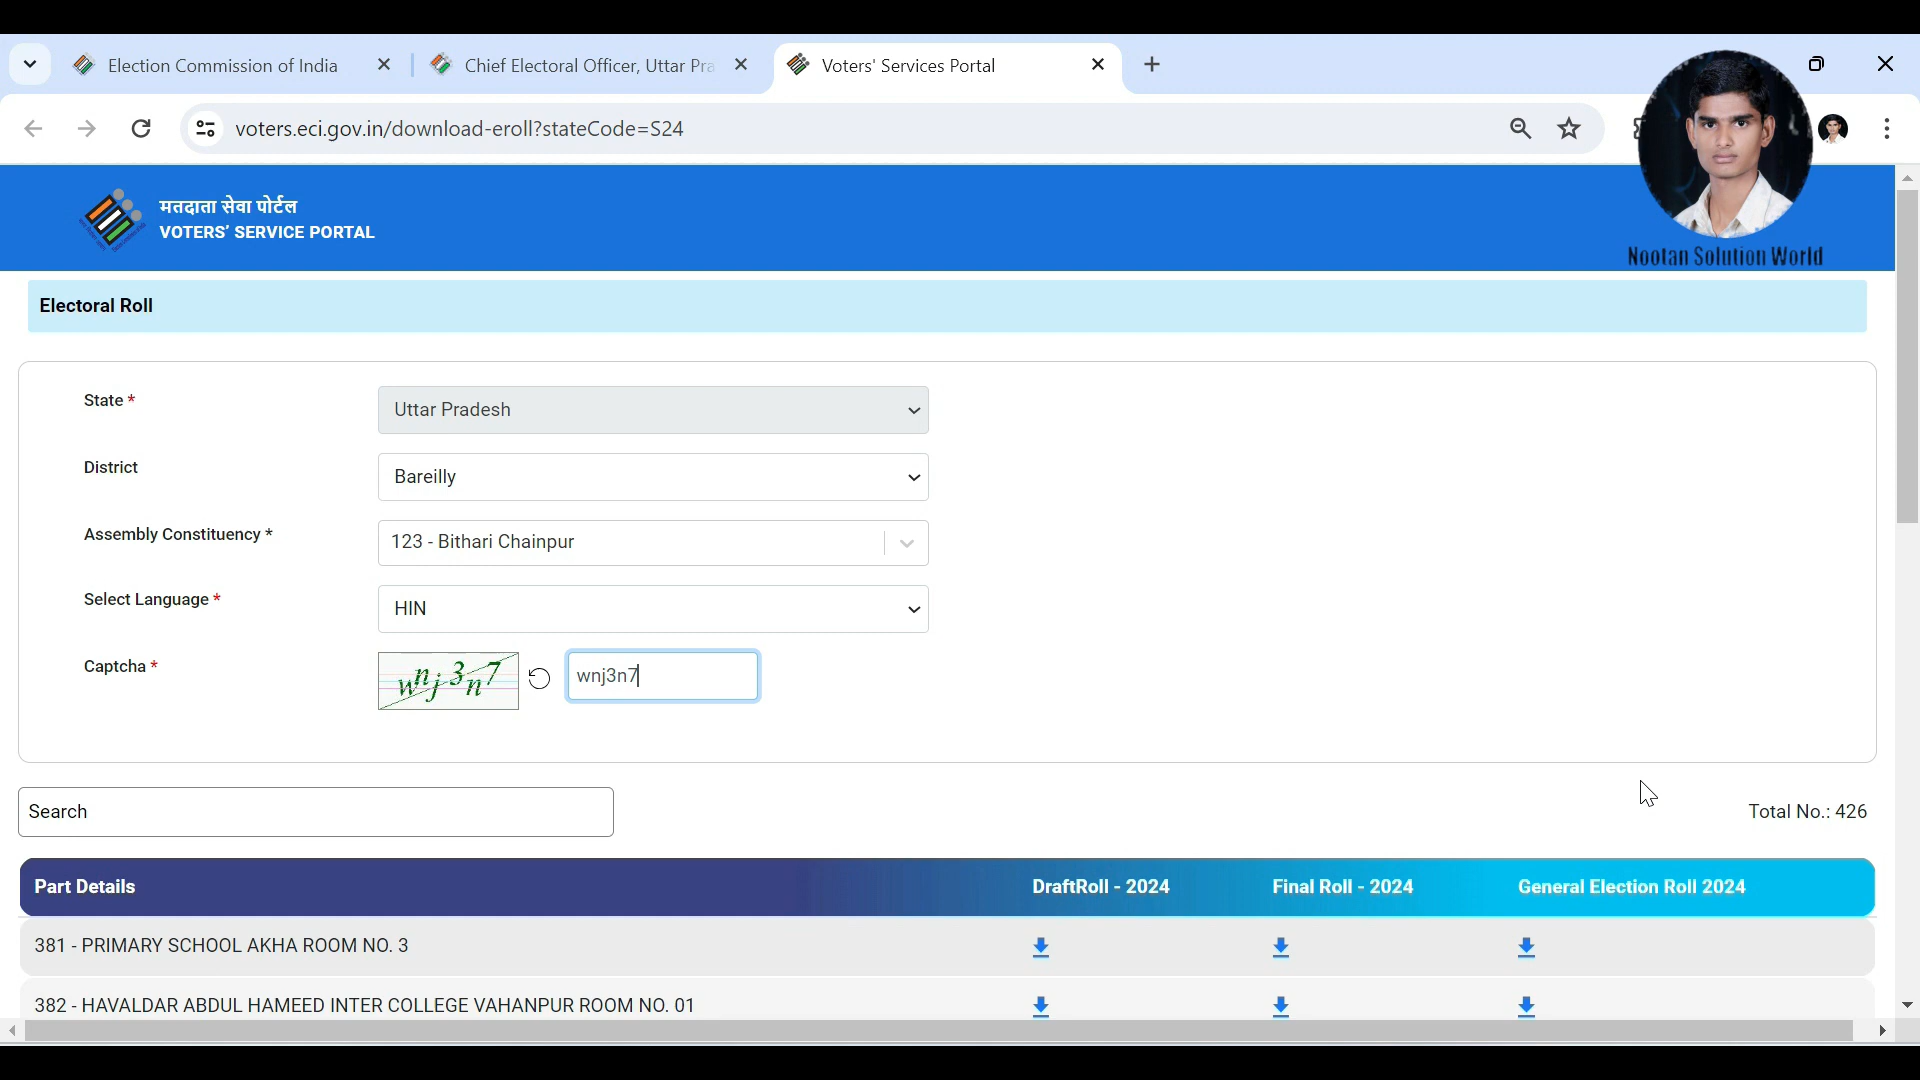 Election Commission of India
Chief Electoral Officer, Uttar Pra
Voters' Services Portal
voters.eci.gov.in/download-eroll?stateCode=S24
मतदाता सेवा पोर्टल
VOTERS' SERVICE PORTAL
Nootan Solution World
Electoral Roll
State *
Uttar Pradesh
District
Bareilly
Assembly Constituency *
123 - Bithari Chainpur
Select Language *
HIN
Captcha *
wnj3n7
wnj3n7
Search
Total No.: 426
Part Details
DraftRoll - 2024
Final Roll - 2024
General Election Roll 2024
381 - PRIMARY SCHOOL AKHA ROOM NO. 3
382 - HAVALDAR ABDUL HAMEED INTER COLLEGE VAHANPUR ROOM NO. 01